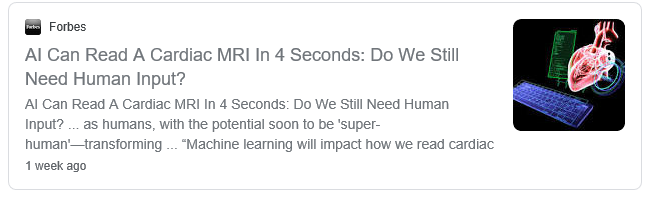 Forbes
Forbes
AI Can Read A Cardiac MRI In 4 Seconds: Do We Still
Need Human Input?
AI Can Read A Cardiac MRI In 4 Seconds: Do We Still Need Human
Input? ... as humans, with the potential soon to be 'super-
human'—transforming ... “Machine learning will impact how we read cardiac
1 week ago